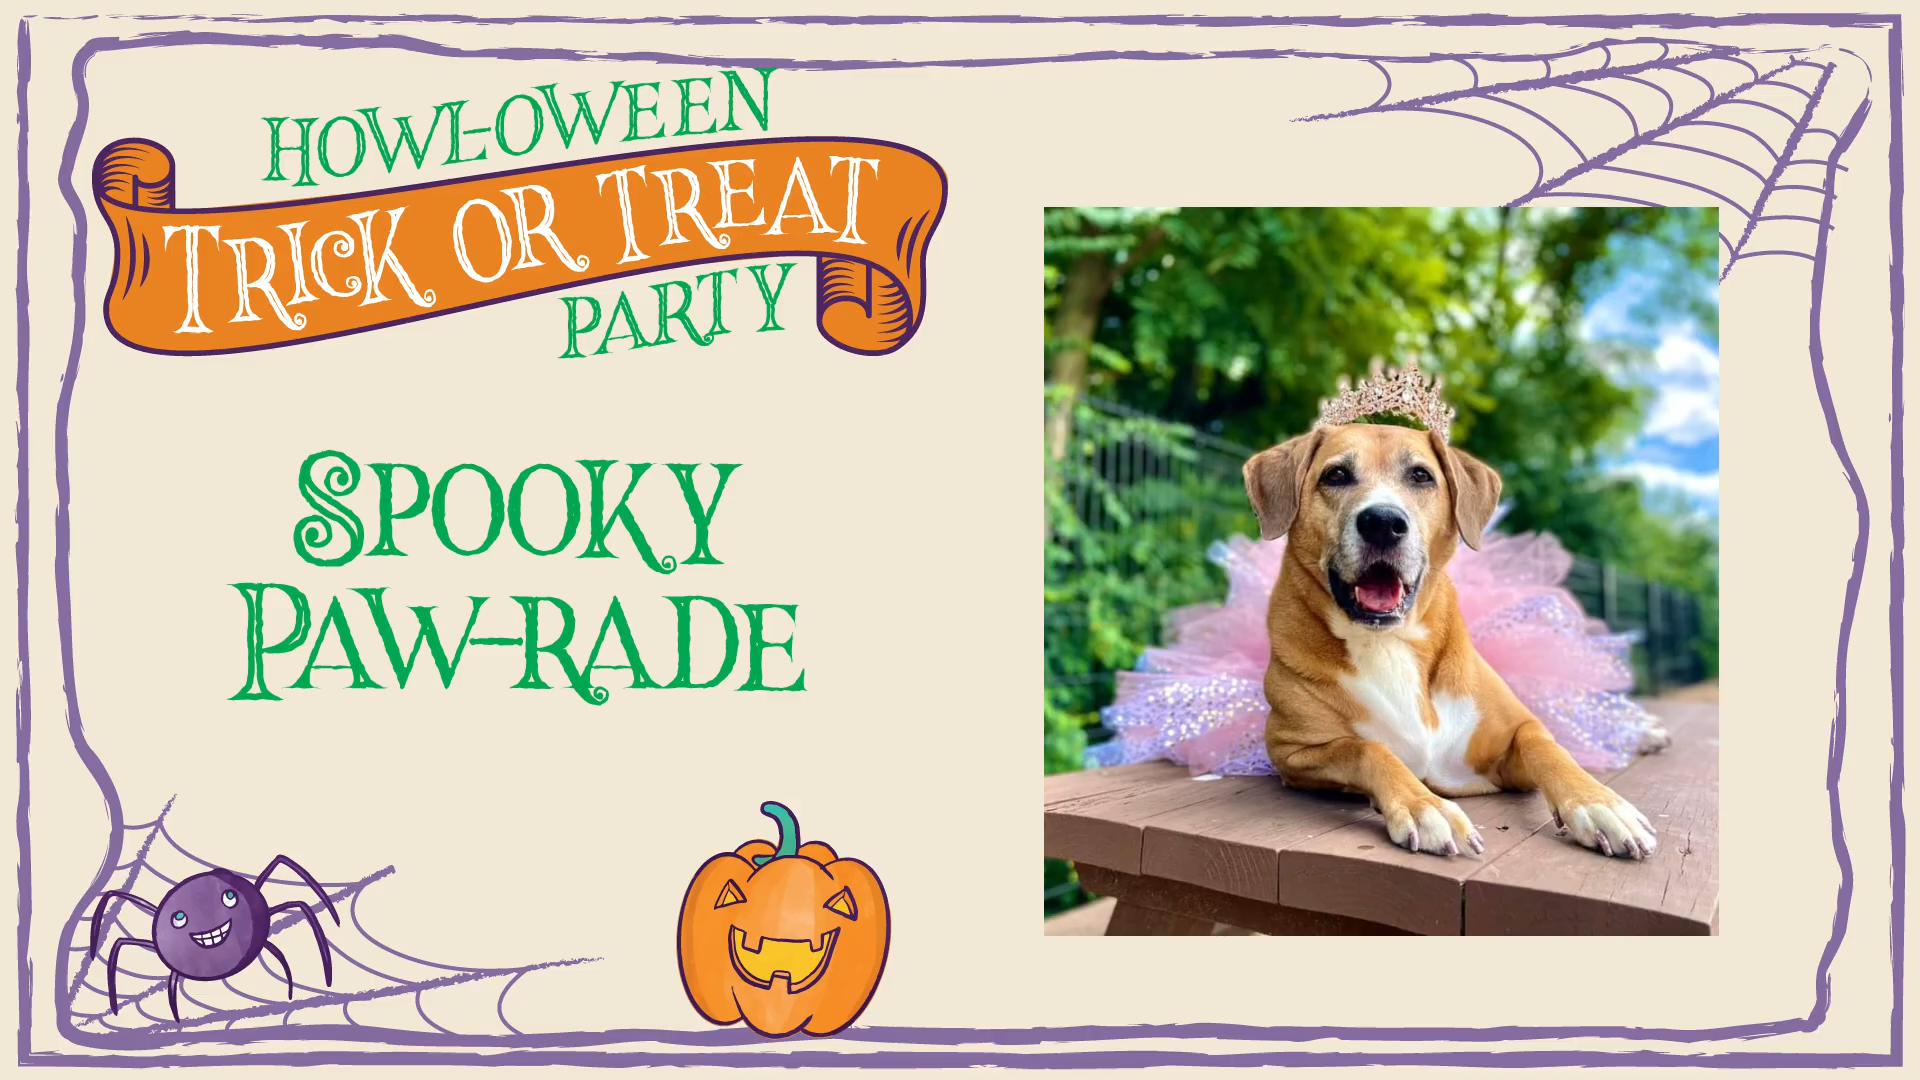 HOWL-OWEEN
TRICK OR TREAT
PARTY
SPOOKY
PAW-RADE